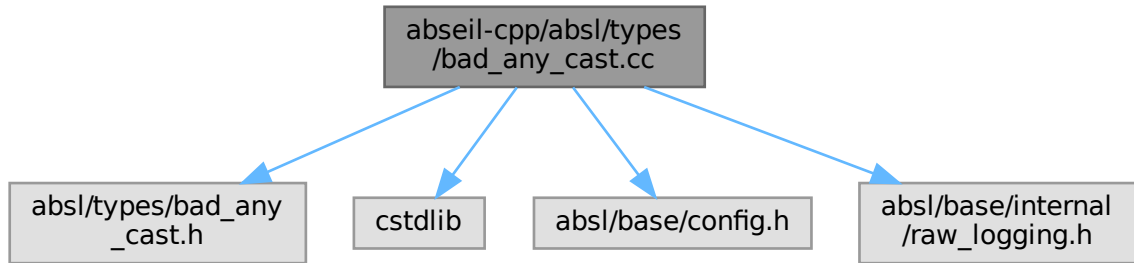 abseil-cpp/absl/types
/bad_any_cast.cc
absl/types/bad_any
_cast.h
cstdlib
absl/base/config.h
absl/base/internal
/raw_logging.h